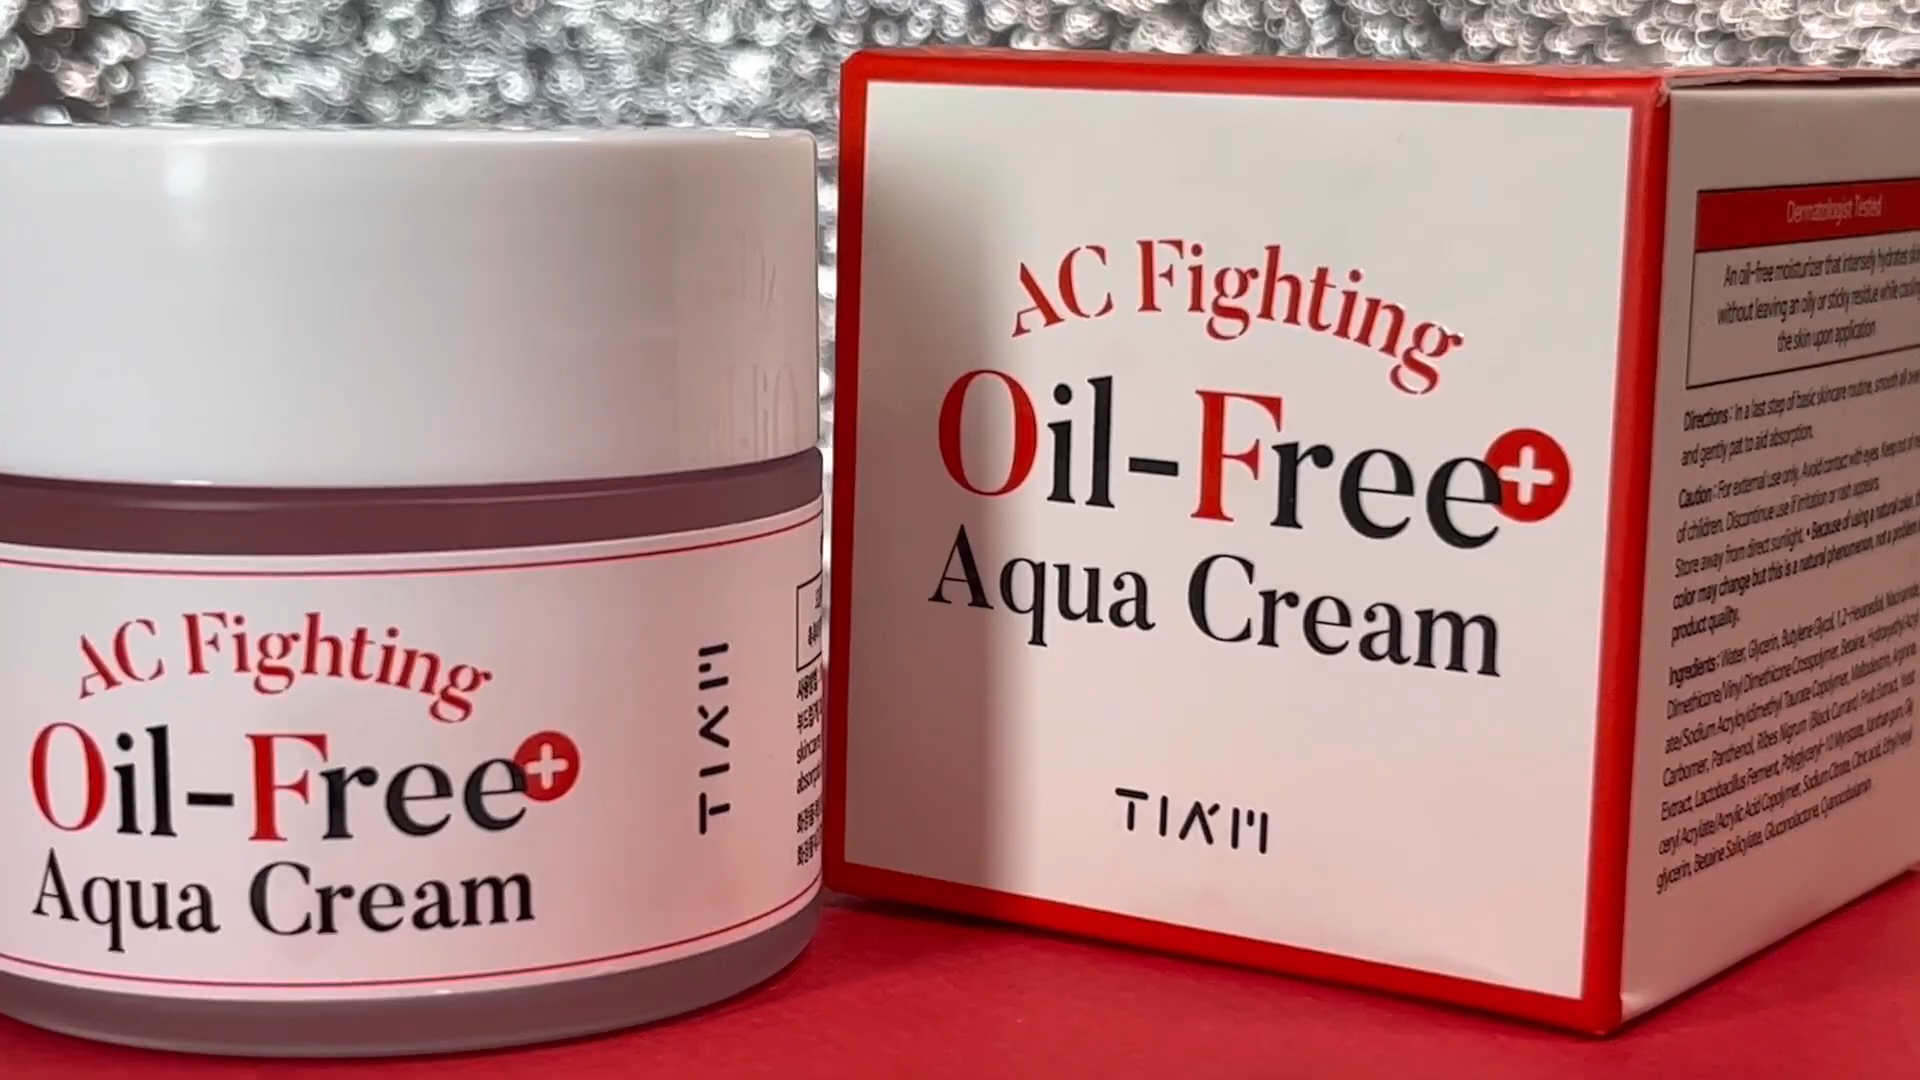 AC Fighting
Oil-Free+
Aqua Cream
TIAM
AC Fighting
Oil-Free+
Aqua Cream
TIAM
Dermatologist Tested
An oil-free moisturizer that intensely hydrates
without leaving an oily or sticky residue while cooling
the skin upon application
Directions : In a last step of basic skincare routine, smooth all over
and gently pat to aid absorption.
Caution : For external use only. Avoid contact with eyes. Keep out of
of children. Discontinue use if irritation or rash appears.
Store away from direct sunlight. • Because of using a natural color,
color may change but this is a natural phenomenon, not a problem
product quality.
Ingredients : Water, Glycerin, Butylene Glycol, 1,2-Hexanediol, Niacinamide,
Dimethicone/Vinyl Dimethicone Crosspolymer, Betaine, Hydroxyethyl
ate/Sodium Acryloyldimethyl Taurate Copolymer, Maltodextrin, Arginine,
Carbomer, Panthenol, Ribes Nigrum (Black Currant) Fruit Extract, Yeast
Extract, Lactobacillus Ferment, Polyglyceryl-10 Myristate, Xanthan gum,
ceryl Acrylate/Acrylic Acid Copolymer, Sodium Citrate, Citric acid,
glycerin, Betaine Salicylate, Gluconolactone, Cyanocobalamin